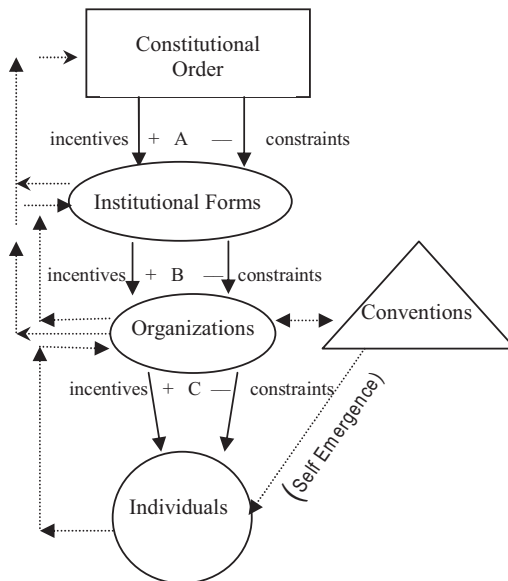 Constitutional
Order
incentives + A — constraints
Institutional Forms
incentives + B — constraints
Organizations
Conventions
incentives + C — constraints
(Self Emergence)
Individuals